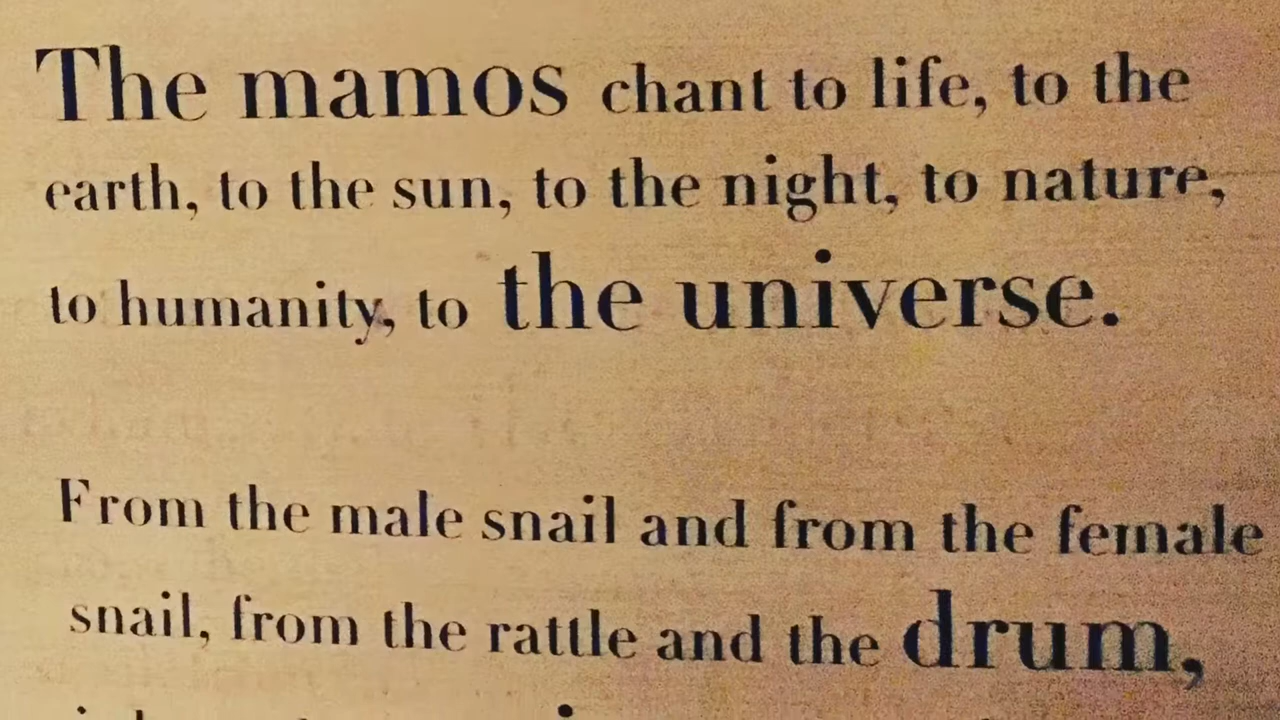 The mamos chant to life, to the
earth, to the sun, to the night, to nature,
to humanity, to the universe.
From the male snail and from the female
snail, from the rattle and the drum,